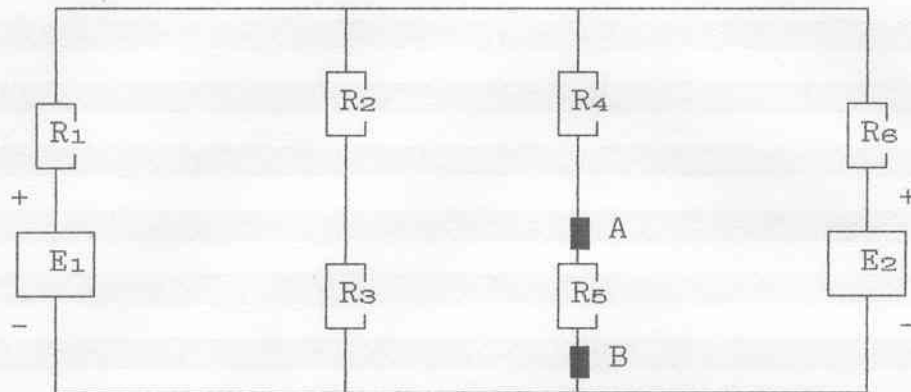 R2 R4
R1 R6
+ +
A
E1 E2
R3 R5
- -
B